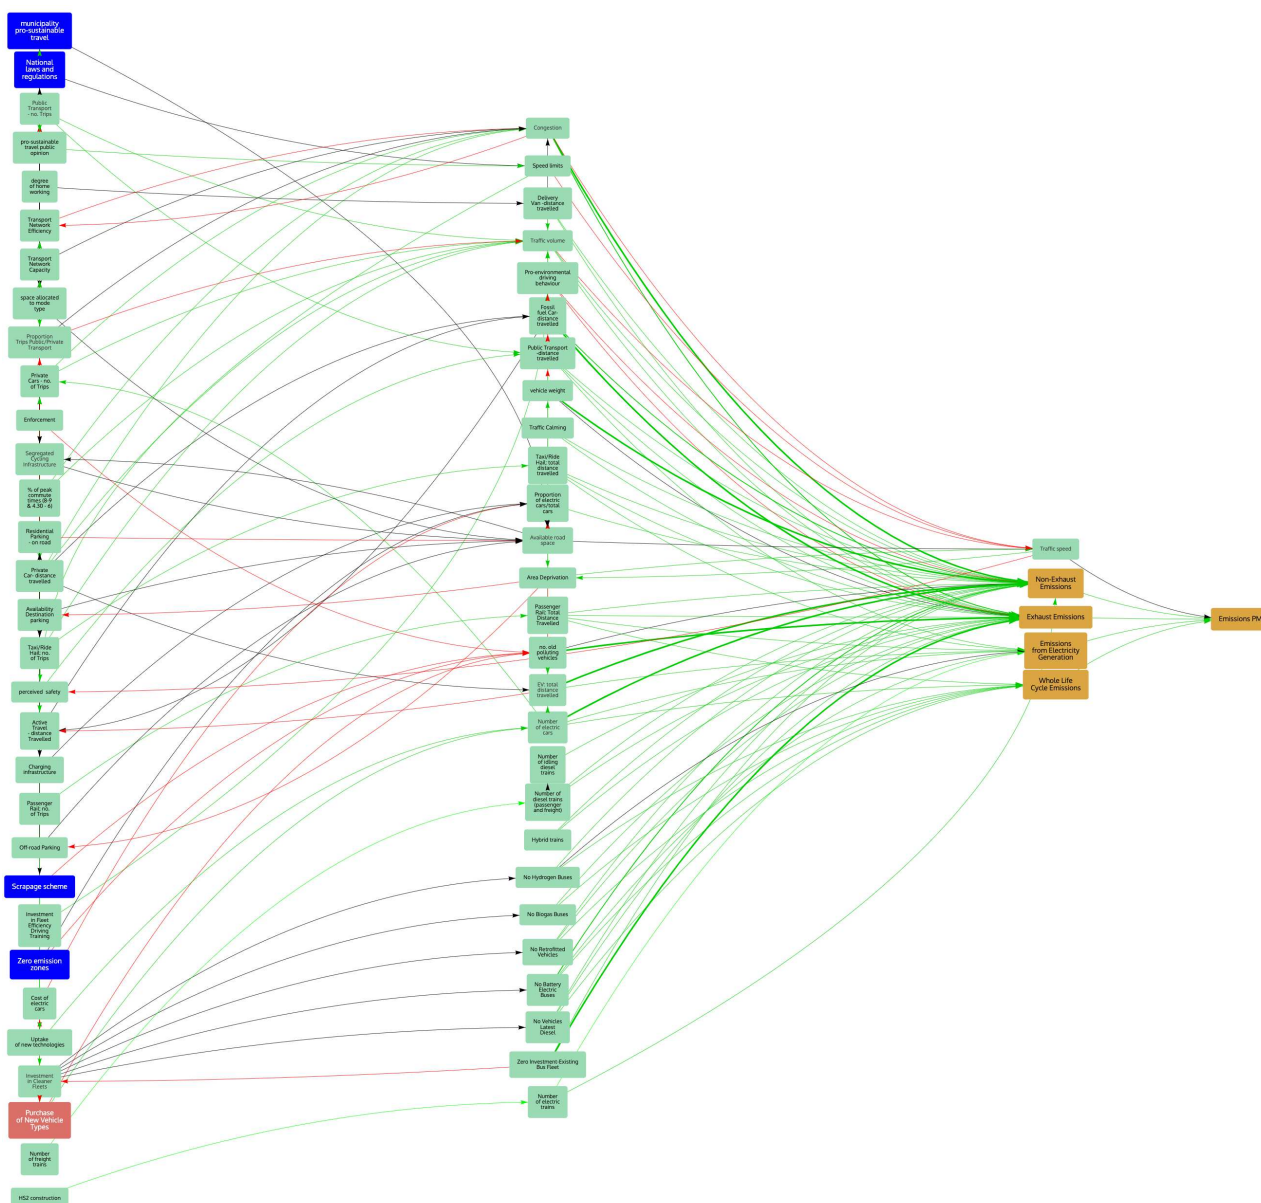 municipality
pro-sustainable
travel
National
laws and
regulations
Public
Transport
- no. Trips
pro-sustainable
travel public
opinion
degree
of home
working
Transport
Network
Efficiency
Transport
Network
Capacity
space allocated
to mode
type
Proportion
Trips Public/Private
Transport
Private
Cars - no.
of Trips
Enforcement
Segregated
Cycling
Infrastructure
% of peak
commute
times (8-9
& 4.30 - 6)
Residential
Parking
- on road
Private
Car- distance
travelled
Availability
Destination
parking
Taxi/Ride
Hail: no.
of Trips
perceived safety
Active
Travel
- distance
Travelled
Charging
infrastructure
Passenger
Rail: no.
of Trips
Off-road Parking
Scrapage scheme
Investment
in Fleet
Efficiency
Driving
Training
Zero emission
zones
Cost of
electric
cars
Uptake
of new technologies
Investment
in Cleaner
Fleets
Purchase
of New Vehicle
Types
Number
of freight
trains
HS2 construction
Congestion
Speed limits
Delivery
Van -distance
travelled
Traffic volume
Pro-environmental
driving
behaviour
Fossil
fuel Car-
distance
travelled
Public Transport
-distance
travelled
vehicle weight
Traffic Calming
Taxi/Ride
Hail: total
distance
travelled
Proportion
of electric
cars/total
cars
Available road
space
Area Deprivation
Passenger
Rail: Total
Distance
Travelled
no. old
polluting
vehicles
EV: total
distance
travelled
Number
of electric
cars
Number
of idling
diesel
trains
Number of
diesel trains
(passenger
and freight)
Hybrid trains
No Hydrogen Buses
No Biogas Buses
No Retrofitted
Vehicles
No Battery
Electric
Buses
No Vehicles
Latest
Diesel
Zero Investment-Existing
Bus Fleet
Number
of electric
trains
Traffic speed
Non-Exhaust
Emissions
Exhaust Emissions
Emissions
from Electricity
Generation
Whole Life
Cycle Emissions
Emissions PM